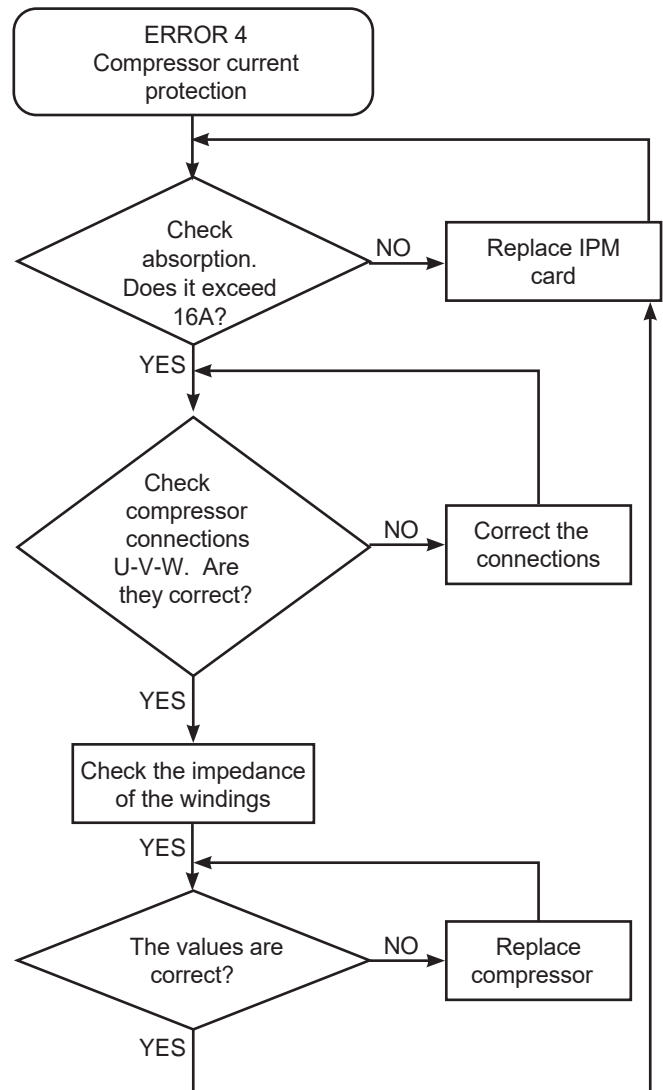 ERROR 4
Compressor current
protection
Check
absorption.
Does it exceed
16A?
NO
Replace IPM
card
YES
Check
compressor
connections
U-V-W. Are
they correct?
NO
Correct the
connections
YES
Check the impedance
of the windings
YES
The values are
correct?
NO
Replace
compressor
YES